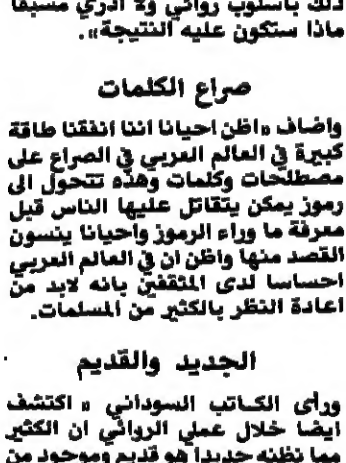 ذلك بأسلوب روائي ولا ادري مسبقا
ماذا ستكون عليه النتيجة»٠
صراع الكلمات
واضاف «اظن احيانا اننا انفقنا طاقة
كبيرة في العالم العربي في الصراع على
مصطلحات وكلمات وهذه تتحول الى
رموز يمكن يتقاتل عليها الناس قبل
معرفة ما وراء الرموز واحيانا ينسون
القصد منها واظن ان في العالم العربي
احساسا لدى المثقفين بانه لابد من
اعادة النظر بالكثير من المسلمات.
الجديد والقديم
ورأى الكاتب السوداني « اكتشف
ايضا خلال عملي الروائي ان الكثير
مما نظنه جديدا هو قديم وموجود من